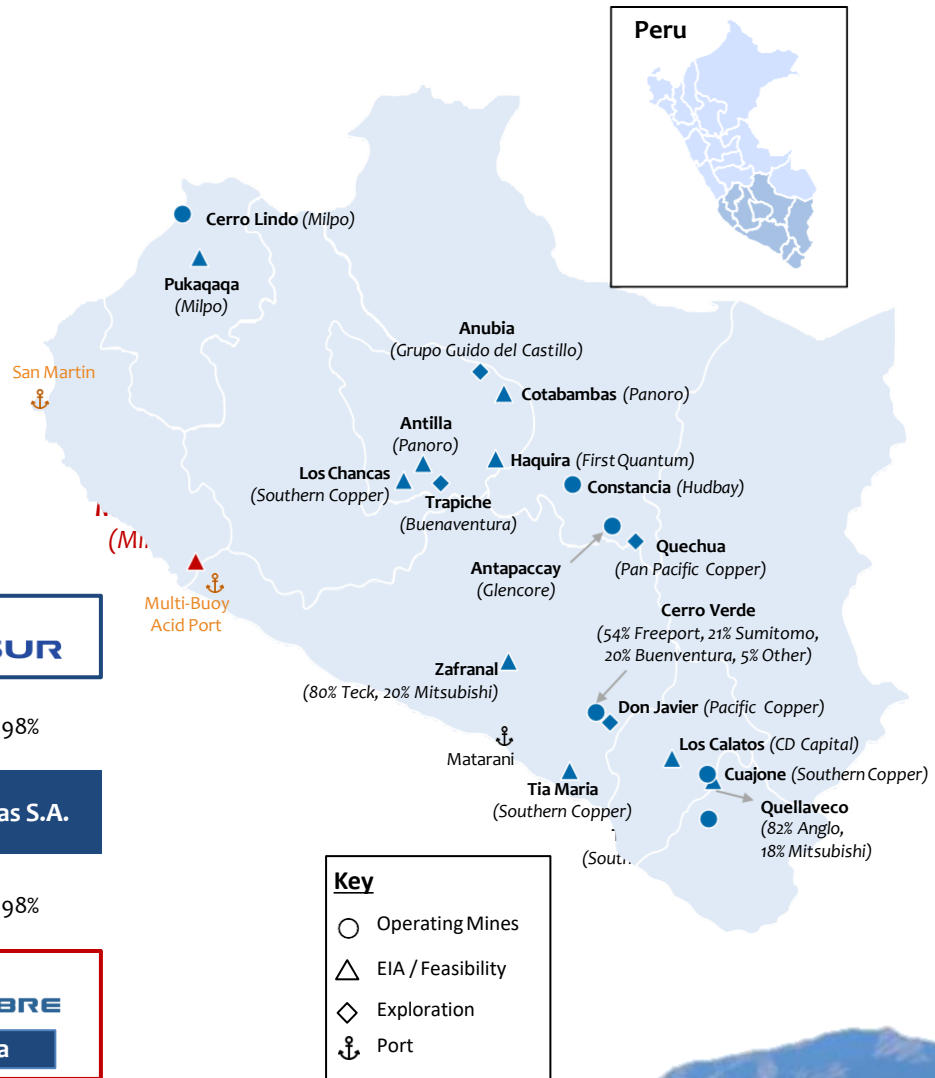 Peru
Cerro Lindo (Milpo)
Pukaqaqa
(Milpo)
Anubia
(Grupo Guido del Castillo)
San Martin
Cotabambas (Panoro)
Antilla
(Panoro)
Los Chancas
(Southern Copper)
Haquira (First Quantum)
Constancia (Hudbay)
Trapiche
(Buenaventura)
Antapaccay
(Glencore)
Quechua
(Pan Pacific Copper)
Multi-Buoy
Acid Port
Cerro Verde
(54% Freeport, 21% Sumitomo,
20% Buenventura, 5% Other)
SUR
Zafranal
(80% Teck, 20% Mitsubishi)
Don Javier (Pacific Copper)
98%
Matarani
Los Calatos (CD Capital)
Cuajone (Southern Copper)
Tia Maria
(Southern Copper)
Quellaveco
(82% Anglo,
18% Mitsubishi)
as S.A.
98%
Key
Operating Mines
EIA / Feasibility
Exploration
Port
BRE
a